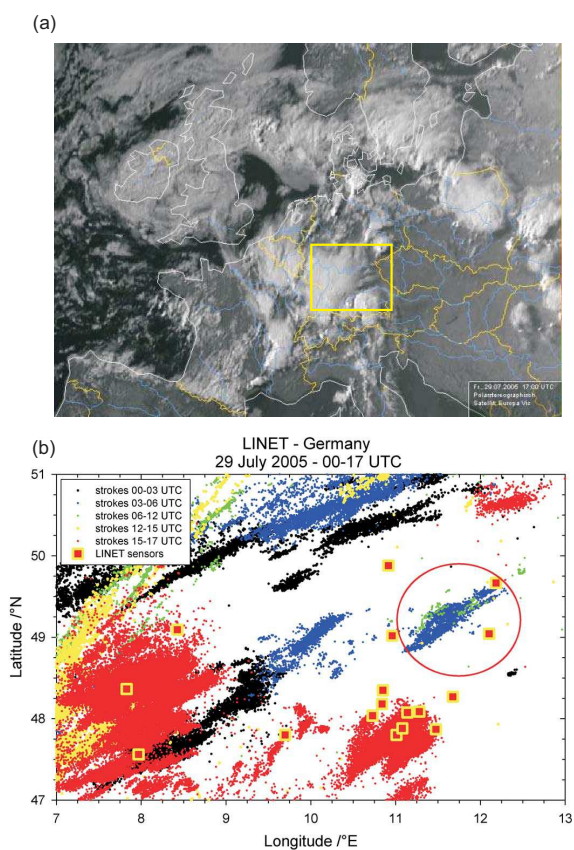 (a)
Fr, 29.07.2005 17:00 UTC
Polarstereographisch
Satellit: Europa Vis
(b)
LINET - Germany
29 July 2005 - 00-17 UTC
51
50
49
48
47
Latitude /°N
strokes 00-03 UTC
strokes 03-06 UTC
strokes 06-12 UTC
strokes 12-15 UTC
strokes 15-17 UTC
LINET sensors
7 8 9 10 11 12 13
Longitude /°E